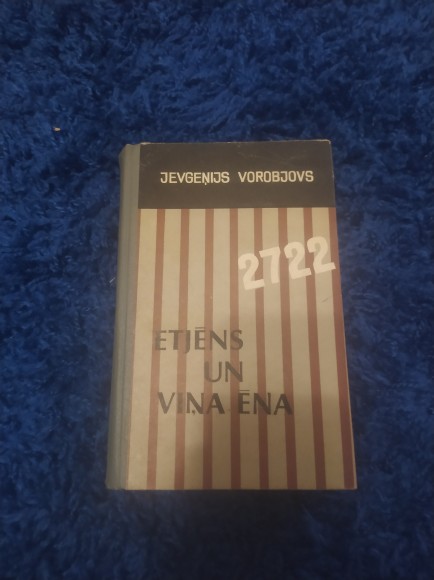 JEVGEŅIJS VOROBJOVS
2722
ETJĒNS
UN
VIŅA ĒNA